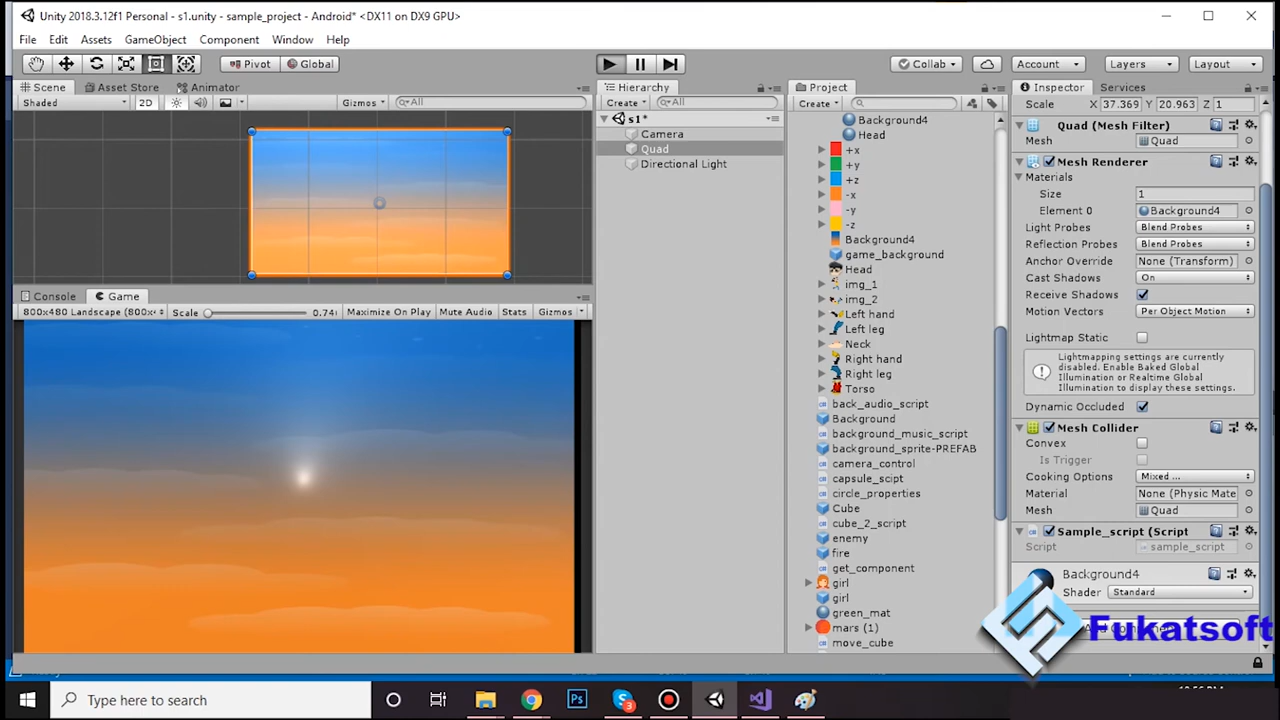 Unity 2018.3.12f1 Personal - s1.unity - sample_project - Android* <DX11 on DX9 GPU>
File Edit Assets GameObject Component Window Help
Pivot Global Collab Account Layers Layout
Scene Asset Store Animator
Shaded 2D Gizmos All
Console Game
800x480 Landscape (800x Scale 0.74 Maximize On Play Mute Audio Stats Gizmos
Hierarchy
Create All
s1*
Camera
Quad
Directional Light
Project
Create
Background4
Head
+x
+y
+z
-x
-y
-z
Background4
game_background
Head
img_1
img_2
Left hand
Left leg
Neck
Right hand
Right leg
Torso
back_audio_script
Background
background_music_script
background_sprite-PREFAB
camera_control
capsule_scipt
circle_properties
Cube
cube_2_script
enemy
fire
get_component
girl
girl
green_mat
mars (1)
move_cube
Inspector Services
Scale X 37.369 Y 20.963 Z 1
Quad (Mesh Filter)
Mesh Quad
Mesh Renderer
Materials
Size 1
Element 0 Background4
Light Probes Blend Probes
Reflection Probes Blend Probes
Anchor Override None (Transform)
Cast Shadows On
Receive Shadows
Motion Vectors Per Object Motion
Lightmap Static
Lightmapping settings are currently
disabled. Enable Baked Global
Illumination or Realtime Global
Illumination to display these settings.
Dynamic Occluded
Mesh Collider
Convex
Is Trigger
Cooking Options Mixed ...
Material None (Physic Mate
Mesh Quad
Sample_script (Script
Script sample_script
Background4
Shader Standard
Fukatsoft
Type here to search